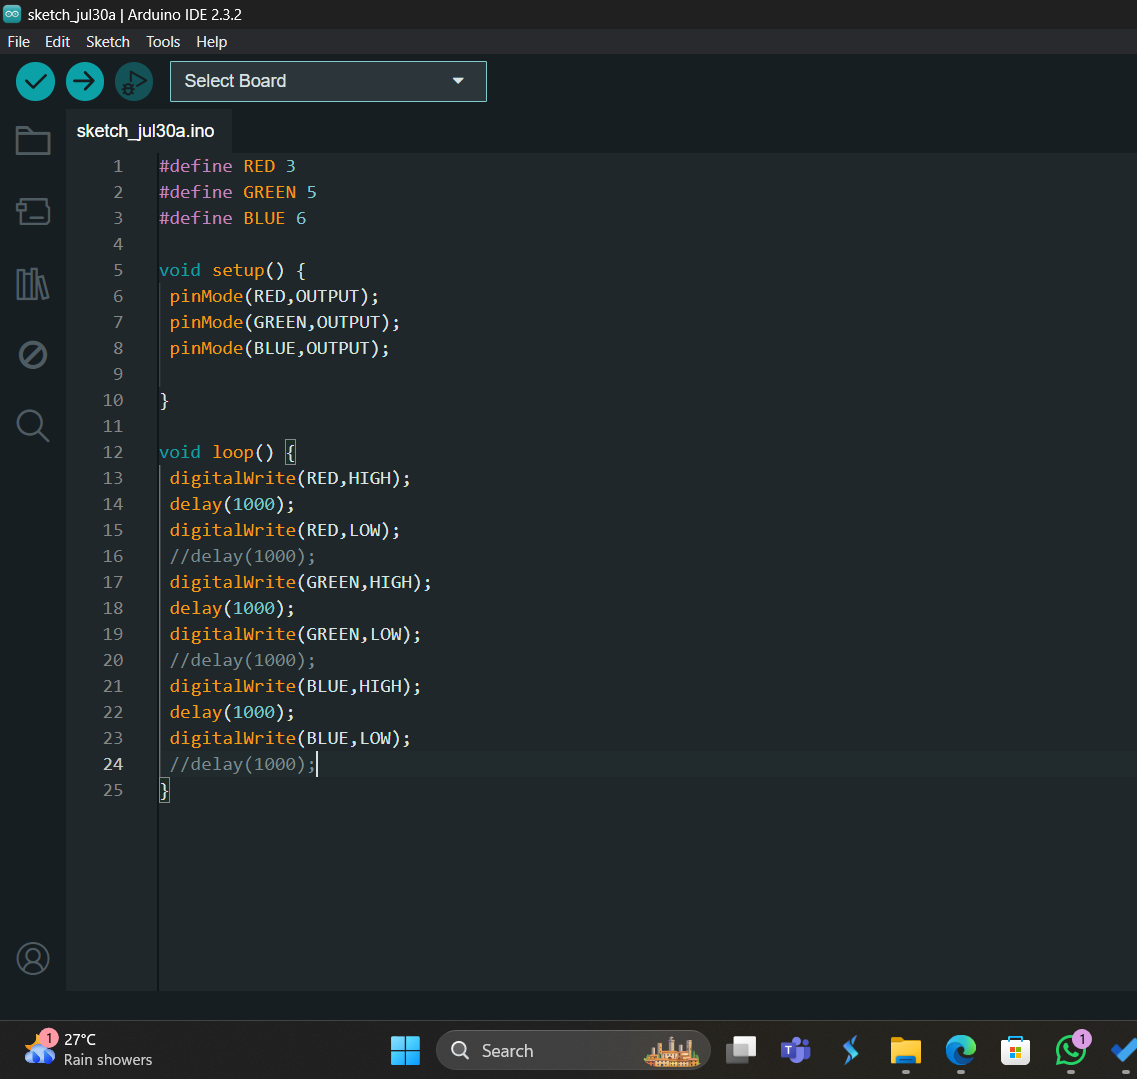 sketch_jul30a | Arduino IDE 2.3.2
File Edit Sketch Tools Help
Select Board
sketch_jul30a.ino
1 #define RED 3
2 #define GREEN 5
3 #define BLUE 6
4
5 void setup() {
6 pinMode(RED,OUTPUT);
7 pinMode(GREEN,OUTPUT);
8 pinMode(BLUE,OUTPUT);
9
10 }
11
12 void loop() {
13 digitalWrite(RED,HIGH);
14 delay(1000);
15 digitalWrite(RED,LOW);
16 //delay(1000);
17 digitalWrite(GREEN,HIGH);
18 delay(1000);
19 digitalWrite(GREEN,LOW);
20 //delay(1000);
21 digitalWrite(BLUE,HIGH);
22 delay(1000);
23 digitalWrite(BLUE,LOW);
24 //delay(1000);
25 }
1 27°C
Rain showers
Search
T
1